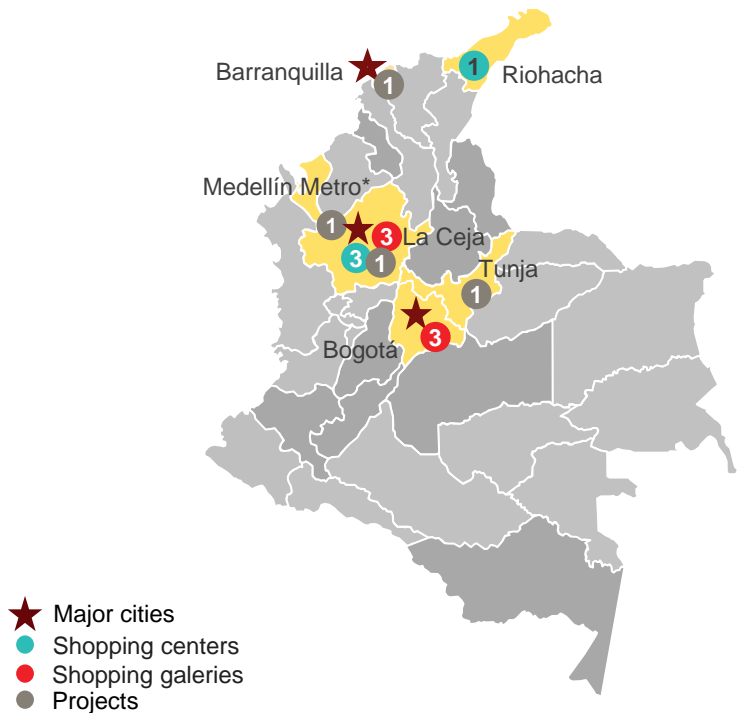 Barranquilla
1
1
Riohacha
Medellín Metro*
1
3
La Ceja
3
1
Tunja
1
Bogotá
3
Major cities
Shopping centers
Shopping galeries
Projects